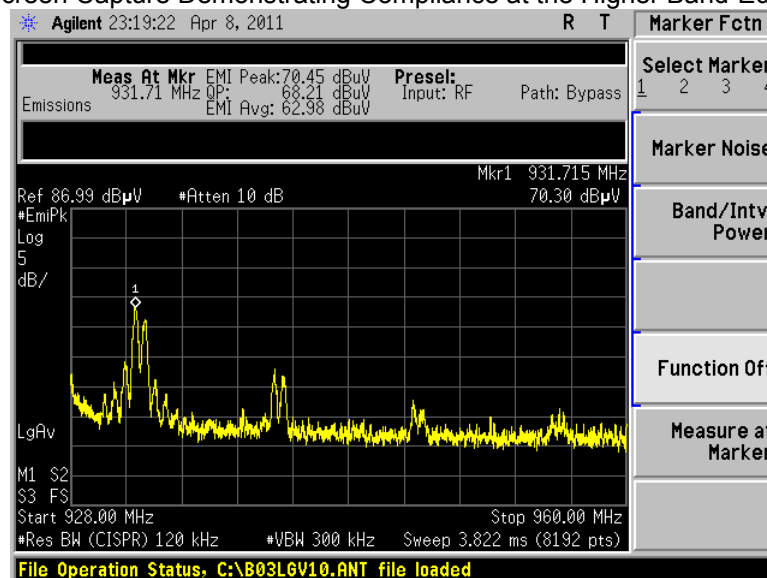 creen Capture Demonstrating Compliance at the Higher Band-Ed
Agilent 23:19:22 Apr 8, 2011 R T
Marker Fctn
Meas At Mkr EMI Peak:70.45 dBuV Presel:
931.71 MHz QP: 68.21 dBuV Input: RF Path: Bypass
Emissions EMI Avg: 62.98 dBuV
Select Marker
1 2 3 4
Marker Noise
Mkr1 931.715 MHz
Ref 86.99 dBµV #Atten 10 dB 70.30 dBµV
#EmiPk
Log
5
dB/
1
Band/Intv
Power
Function Off
LgAv
Measure at
Marker
M1 S2
S3 FS
Start 928.00 MHz Stop 960.00 MHz
#Res BW (CISPR) 120 kHz #VBW 300 kHz Sweep 3.822 ms (8192 pts)
File Operation Status, C:\B03LGV10.ANT file loaded